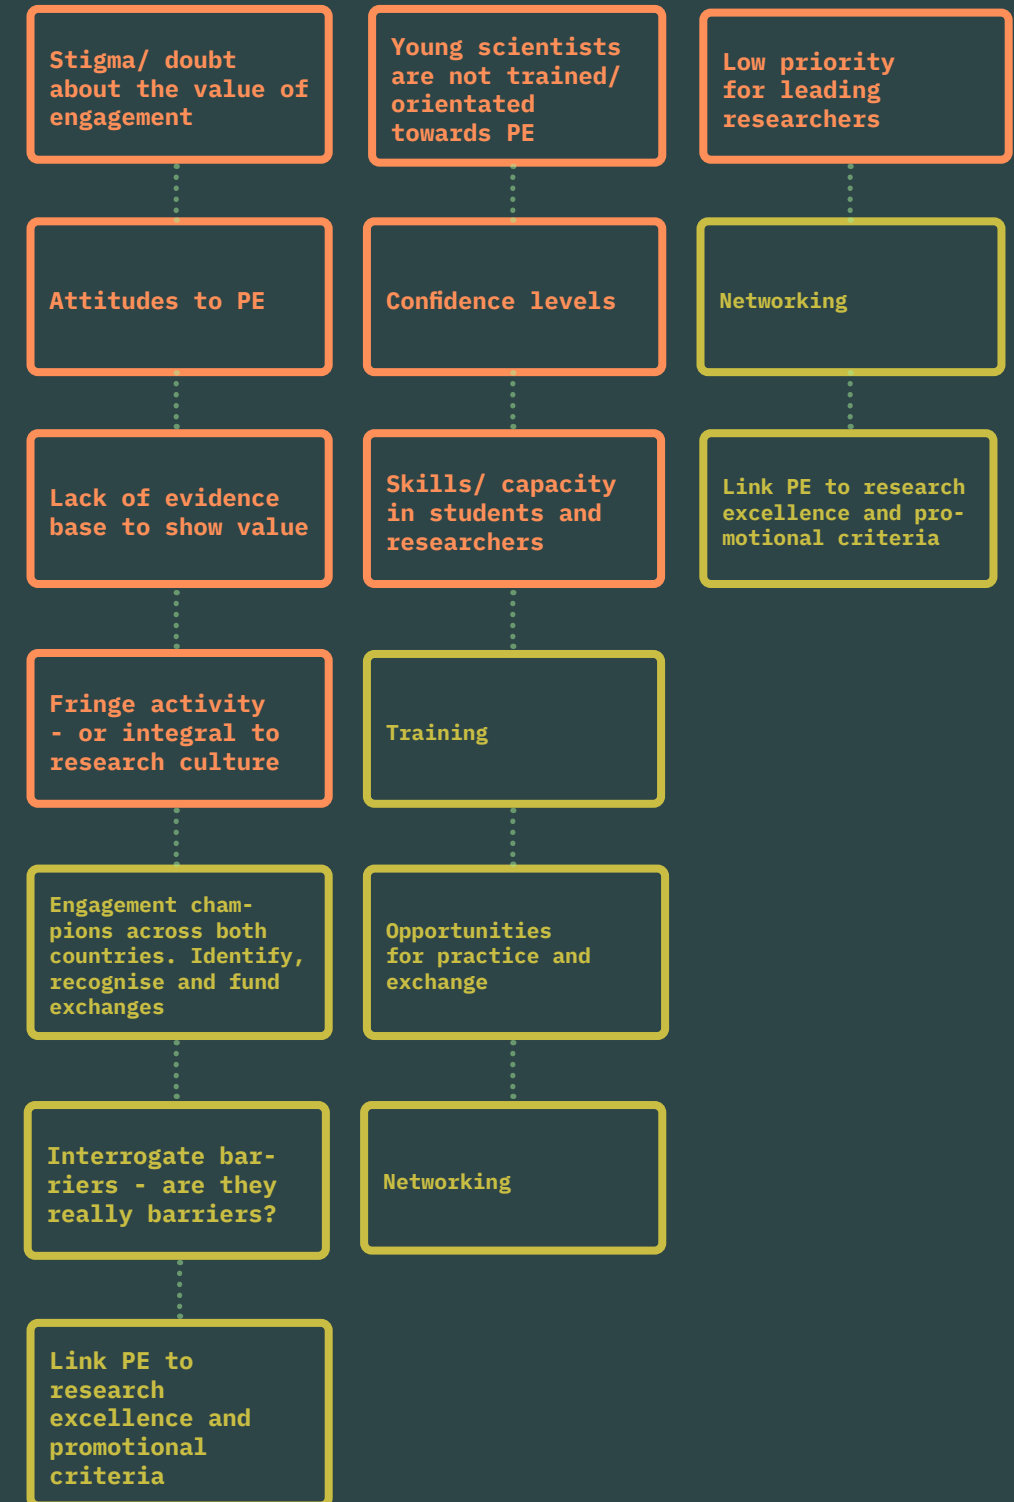 Stigma/ doubt
about the value of
engagement
Attitudes to PE
Lack of evidence
base to show value
Fringe activity
- or integral to
research culture
Engagement cham-
pions across both
countries. Identify,
recognise and fund
exchanges
Interrogate bar-
riers - are they
really barriers?
Link PE to
research
excellence and
promotional
criteria
Young scientists
are not trained/
orientated
towards PE
Confidence levels
Skills/ capacity
in students and
researchers
Training
Opportunities
for practice and
exchange
Networking
Low priority
for leading
researchers
Networking
Link PE to research
excellence and pro-
motional criteria